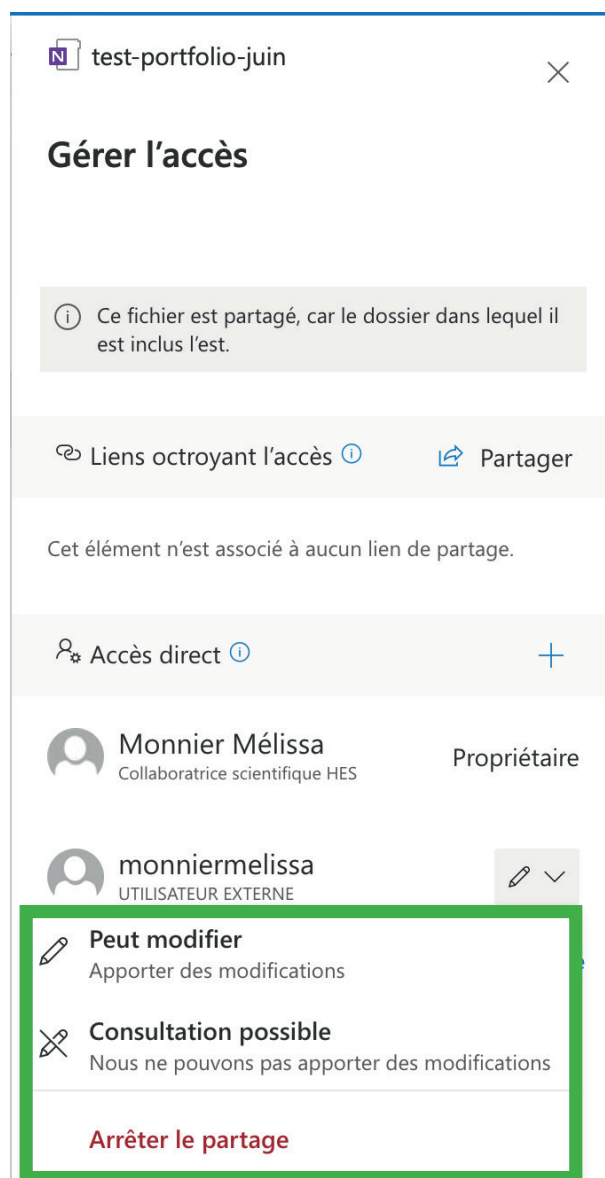 N test-portfolio-juin
Gérer l’accès
Ce fichier est partagé, car le dossier dans lequel il
est inclus l’est.
Liens octroyant l’accès Partager
Cet élément n’est associé à aucun lien de partage.
Accès direct
Monnier Mélissa
Collaboratrice scientifique HES
Propriétaire
monniermelissa
UTILISATEUR EXTERNE
Peut modifier
Apporter des modifications
Consultation possible
Nous ne pouvons pas apporter des modifications
Arrêter le partage